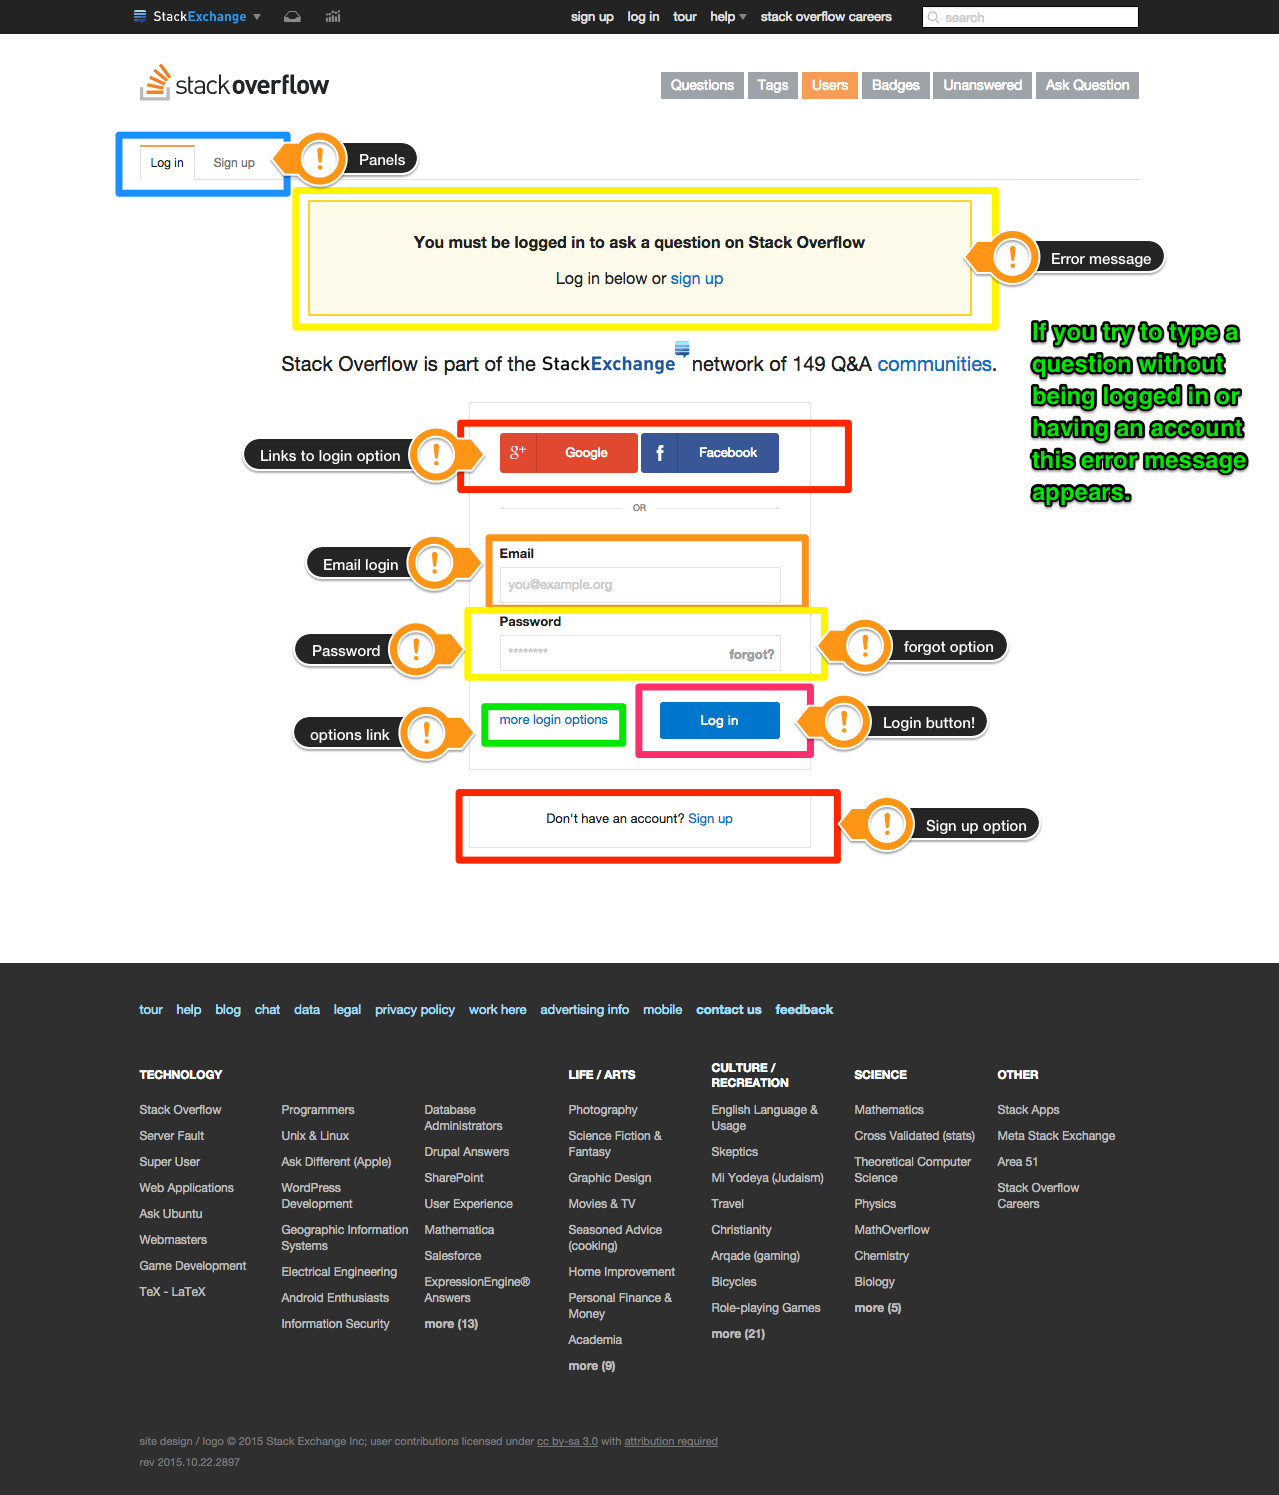 StackExchange
sign up log in tour help stack overflow careers
search
stackoverflow
Questions Tags Users Badges Unanswered Ask Question
Log in Sign up
Panels
You must be logged in to ask a question on Stack Overflow
Log in below or sign up
Error message
If you try to type a
question without
being logged in or
having an account
this error message
appears.
Stack Overflow is part of the StackExchange network of 149 Q&A communities.
Links to login option
g+ Google
f Facebook
OR
Email login
Email
you@example.org
Password
Password
********
forgot?
forgot option
options link
more login options
Log in
Login button!
Don't have an account? Sign up
Sign up option
tour help blog chat data legal privacy policy work here advertising info mobile contact us feedback
TECHNOLOGY
Stack Overflow
Server Fault
Super User
Web Applications
Ask Ubuntu
Webmasters
Game Development
TeX - LaTeX
Programmers
Unix & Linux
Ask Different (Apple)
WordPress
Development
Geographic Information
Systems
Electrical Engineering
Android Enthusiasts
Information Security
Database
Administrators
Drupal Answers
SharePoint
User Experience
Mathematica
Salesforce
ExpressionEngine®
Answers
more (13)
LIFE / ARTS
Photography
Science Fiction &
Fantasy
Graphic Design
Movies & TV
Seasoned Advice
(cooking)
Home Improvement
Personal Finance &
Money
Academia
more (9)
CULTURE /
RECREATION
English Language &
Usage
Skeptics
Mi Yodeya (Judaism)
Travel
Christianity
Arqade (gaming)
Bicycles
Role-playing Games
more (21)
SCIENCE
Mathematics
Cross Validated (stats)
Theoretical Computer
Science
Physics
MathOverflow
Chemistry
Biology
more (5)
OTHER
Stack Apps
Meta Stack Exchange
Area 51
Stack Overflow
Careers
site design / logo © 2015 Stack Exchange Inc; user contributions licensed under cc by-sa 3.0 with attribution required
rev 2015.10.22.2897